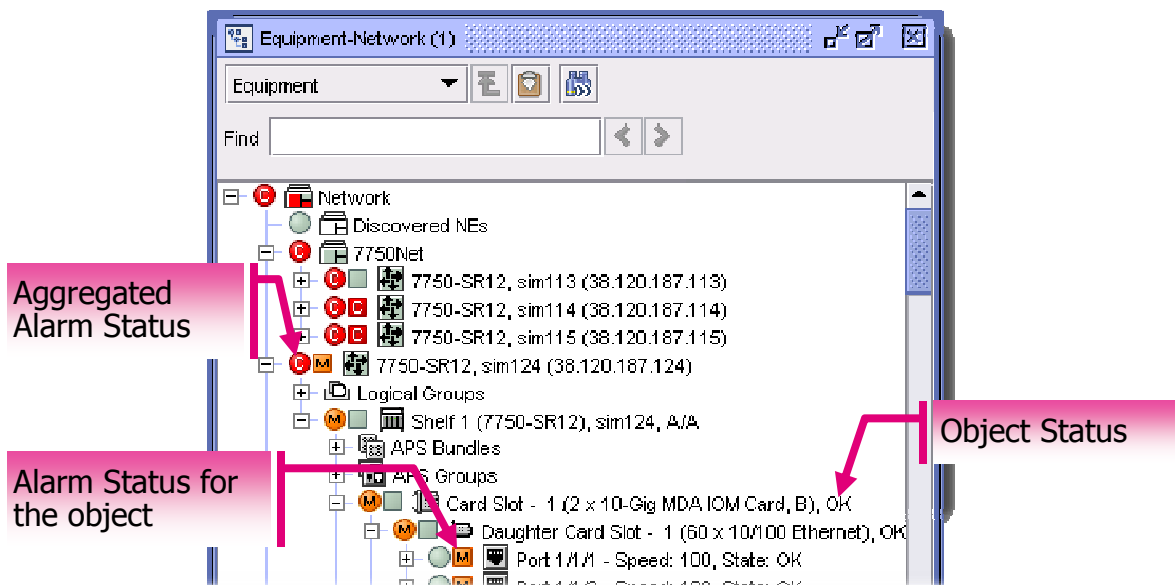 Equipment-Network (1)
Equipment
Find
C Network
Discovered NEs
C 7750Net
C 7750-SR12, sim113 (38.120.187.113)
C C 7750-SR12, sim114 (38.120.187.114)
C C 7750-SR12, sim115 (38.120.187.115)
C M 7750-SR12, sim124 (38.120.187.124)
Logical Groups
M Shelf 1 (7750-SR12), sim124, A/A
APS Bundles
APS Groups
M Card Slot - 1 (2 x 10-Gig MDA IOM Card, B), OK
M Daughter Card Slot - 1 (60 x 10/100 Ethernet), OK
M Port 1/1/1 - Speed: 100, State: OK
Aggregated
Alarm Status
Alarm Status for
the object
Object Status